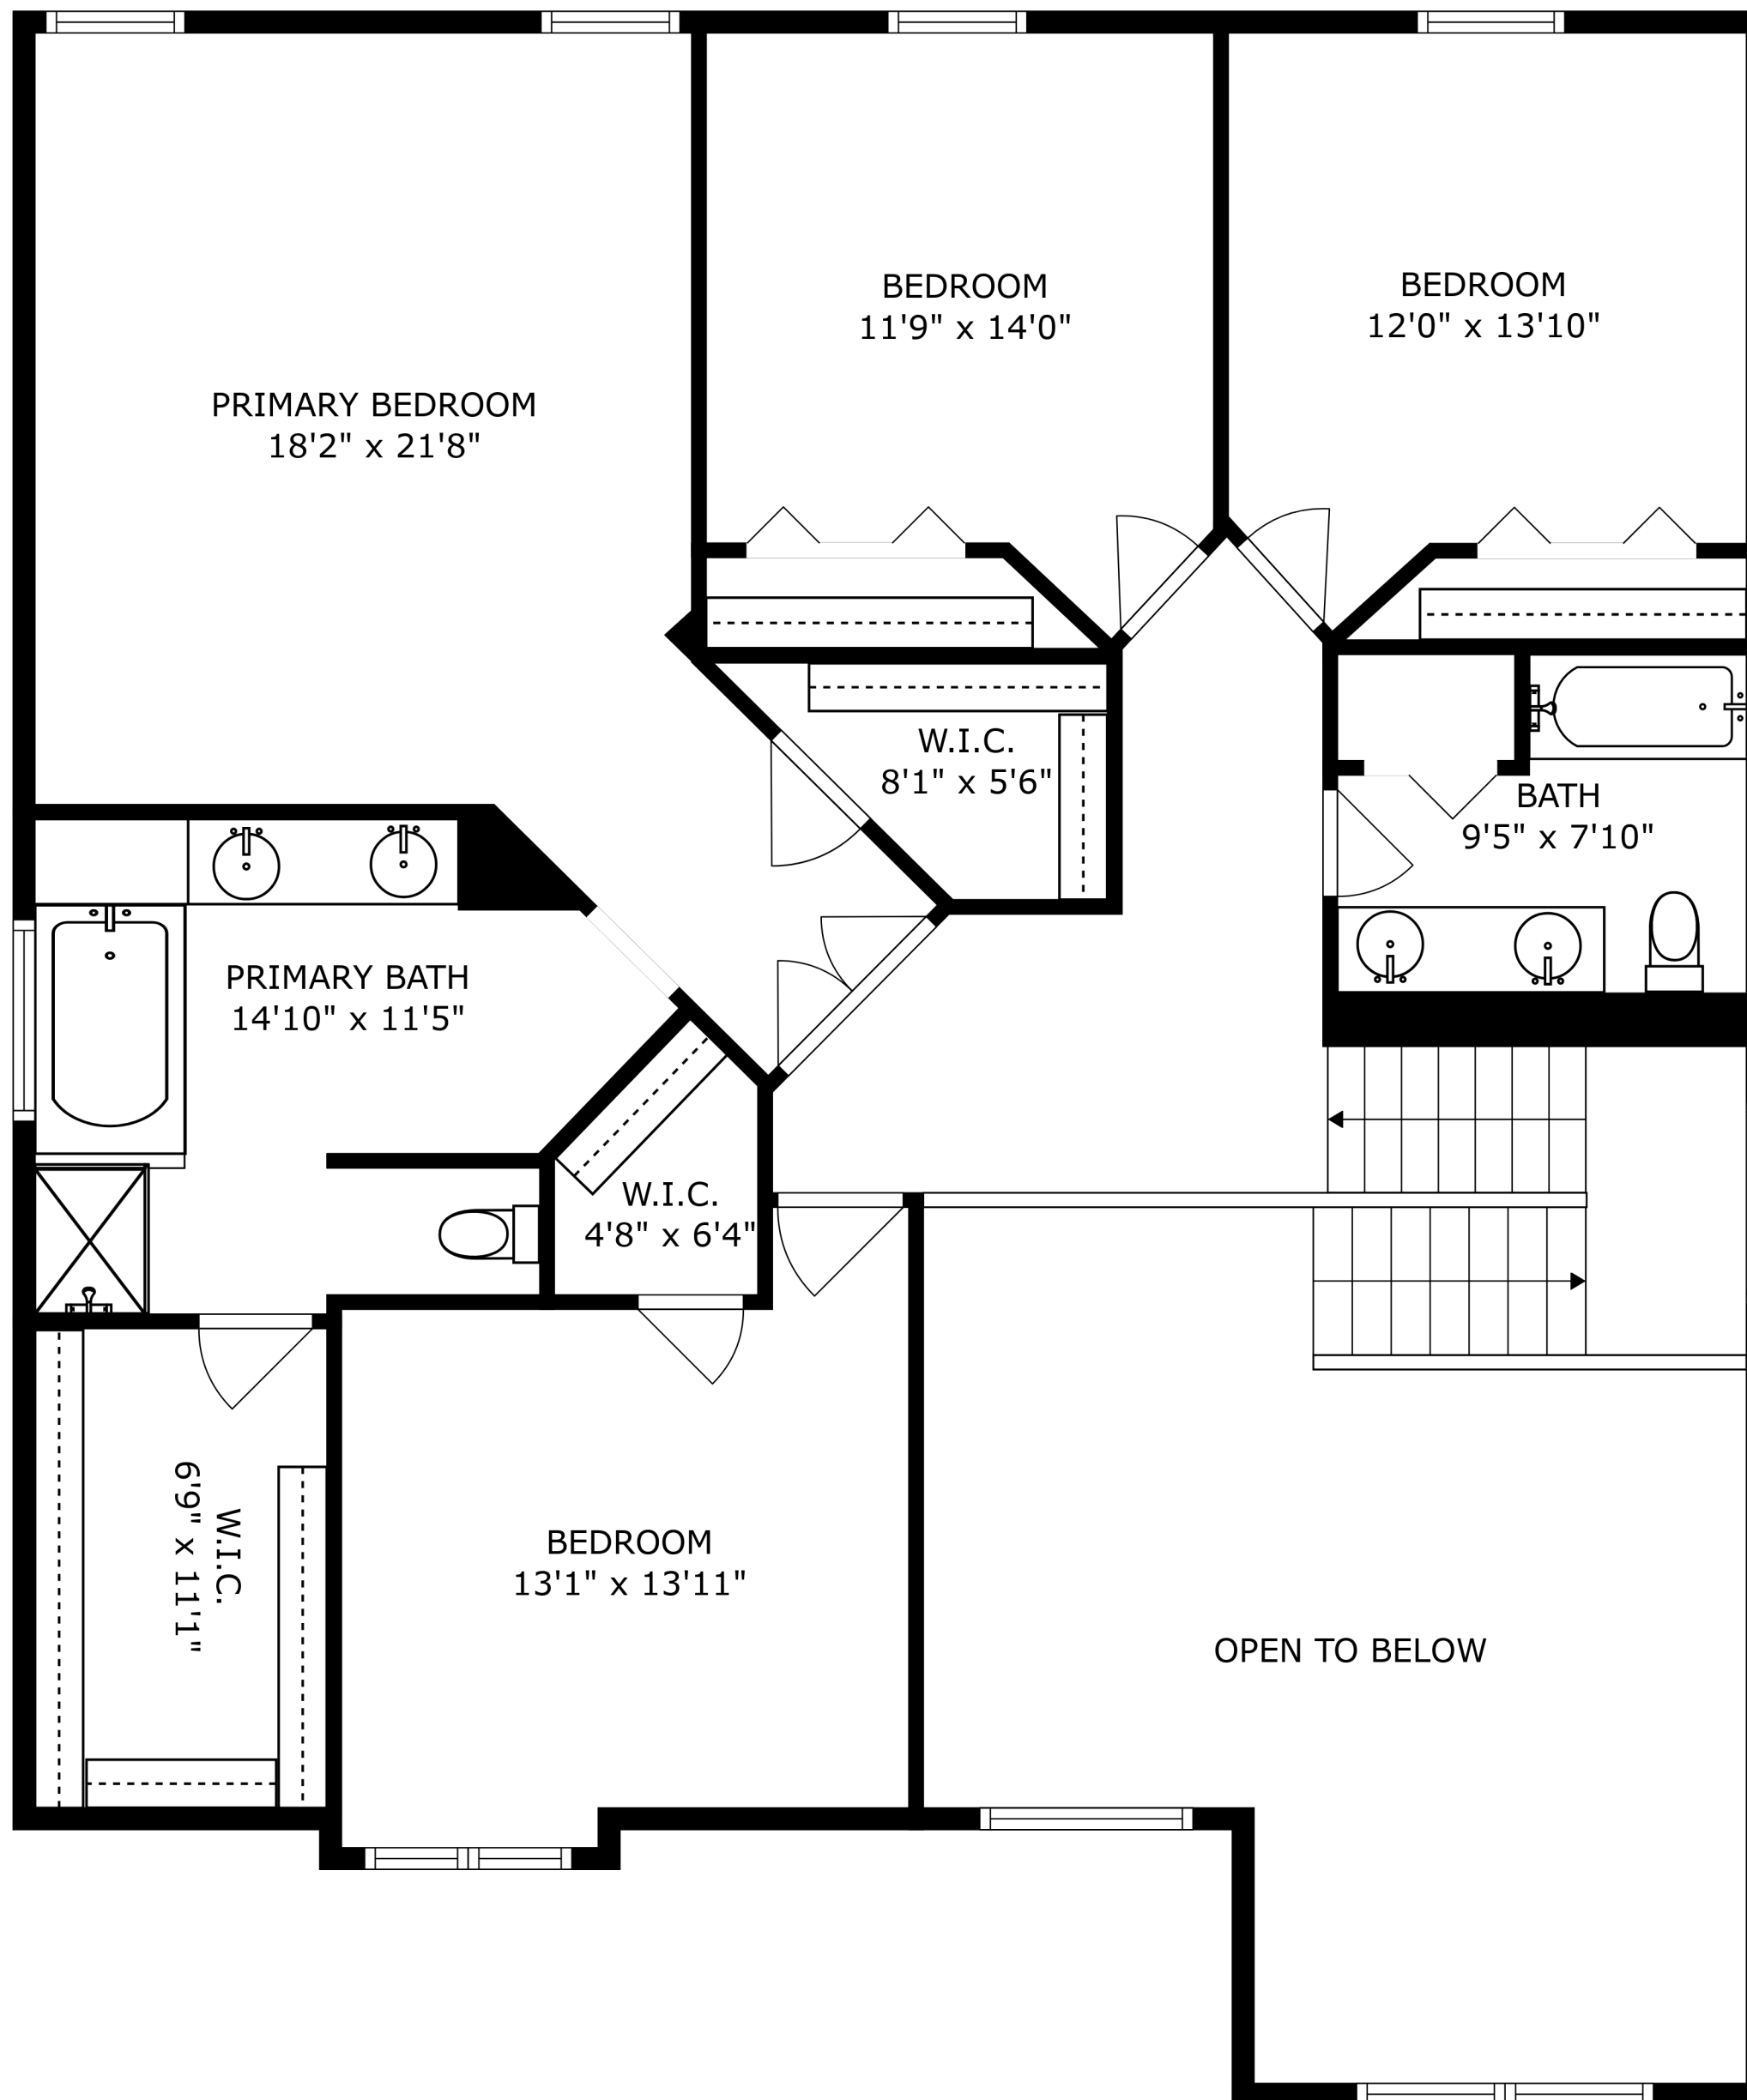 BEDROOM
11'9" x 14'0"
BEDROOM
12'0" x 13'10"
PRIMARY BEDROOM
18'2" x 21'8"
W.I.C.
8'1" x 5'6"
BATH
9'5" x 7'10"
PRIMARY BATH
14'10" x 11'5"
W.I.C.
4'8" x 6'4"
W.I.C.
6'9" x 11'1"
BEDROOM
13'1" x 13'11"
OPEN TO BELOW